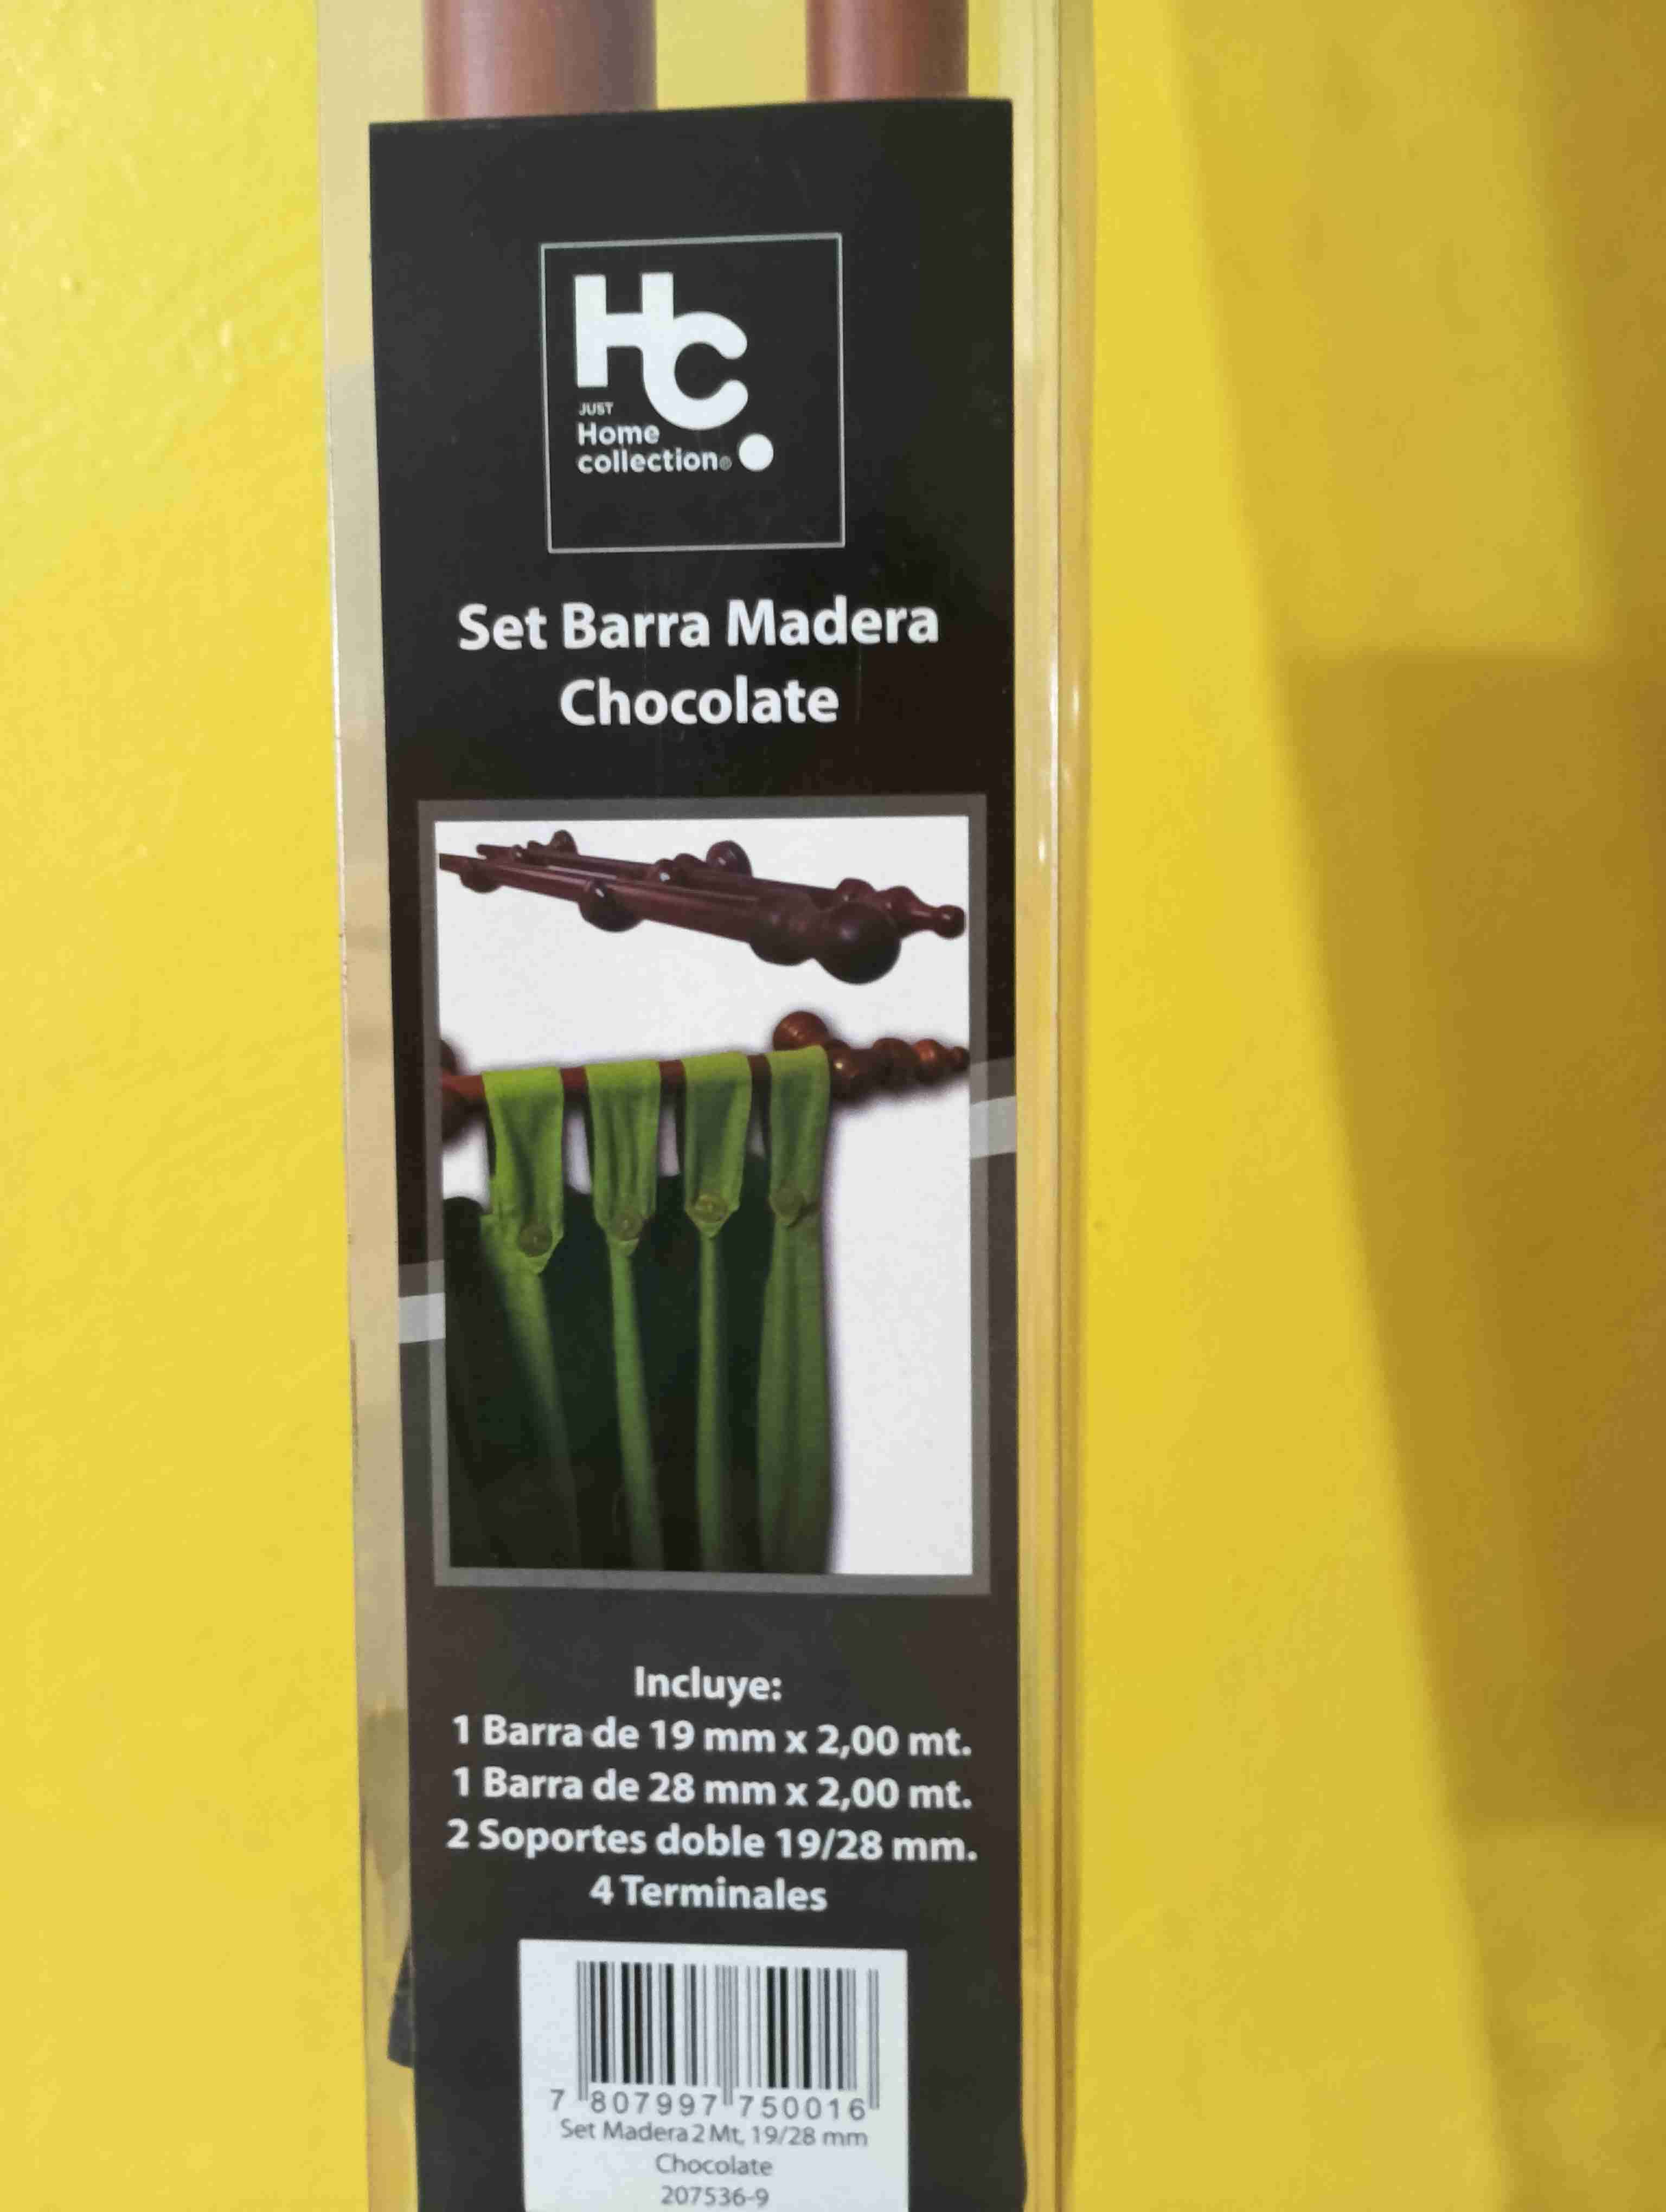 HC
JUST
Home
collection®
Set Barra Madera
Chocolate
Incluye:
1 Barra de 19 mm x 2,00 mt.
1 Barra de 28 mm x 2,00 mt.
2 Soportes doble 19/28 mm.
4 Terminales
7 807997 750016
Set Madera 2 Mt, 19/28 mm
Chocolate
207536-9